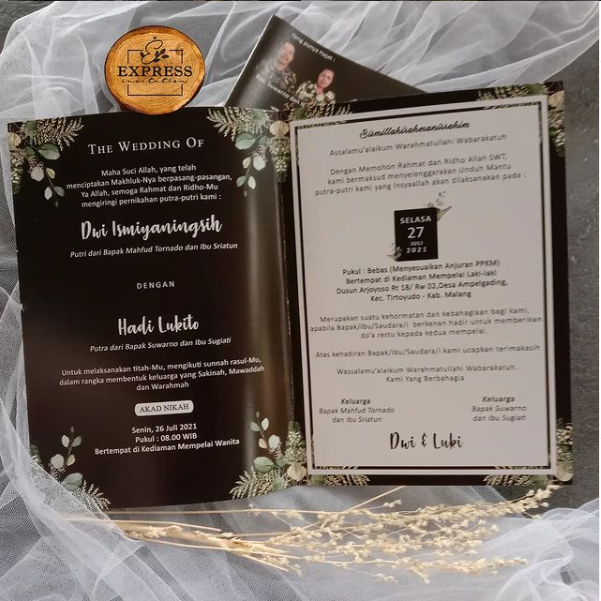 EXPRESS
invitation
Yang punya Hajat :
THE WEDDING OF
Maha Suci Allah, yang telah
menciptakan Makhluk-Nya berpasang-pasangan,
Ya Allah, semoga Rahmat dan Ridho-Mu
mengiringi pernikahan putra-putri kami :
Dwi Ismiyaningsih
Putri dari Bapak Mahfud Tornado dan Ibu Sriatun
DENGAN
Hadi Lukito
Putra dari Bapak Suwarno dan Ibu Sugiati
Untuk melaksanakan titah-Mu, mengikuti sunnah rasul-Mu,
dalam rangka membentuk keluarga yang Sakinah, Mawaddah
dan Warahmah
AKAD NIKAH
Senin, 26 Juli 2021
Pukul : 08.00 WIB
Bertempat di Kediaman Mempelai Wanita
Bismillahirahmanirrahim
Assalamu'alaikum Warahmatullahi Wabarakatuh
Dengan Memohon Rahmat dan Ridho Allah SWT,
kami bermaksud menyelenggarakan Unduh Mantu
putra-putri kami yang Insyaallah akan dilaksanakan pada :
SELASA
27
JULI
2021
Pukul : Bebas (Menyesuaikan Anjuran PPKM)
Bertempat di Kediaman Mempelai Laki-laki
Dusun Arjoyoso Rt 18/ Rw 02,Desa Ampelgading,
Kec. Tirtoyudo - Kab. Malang
Merupakan suatu kehormatan dan kebahagiaan bagi kami,
apabila Bapak/Ibu/Saudara/i berkenan hadir untuk memberikan
do'a restu kepada kedua mempelai.
Atas kehadiran Bapak/Ibu/Saudara/i kami ucapkan terimakasih
Wassalamu'alaikum Warahmatullahi Wabarakatuh.
Kami Yang Berbahagia
Keluarga
Bapak Mahfud Tornado
dan Ibu Sriatun
Keluarga
Bapak Suwarno
dan Ibu Sugiati
Dwi & Luki